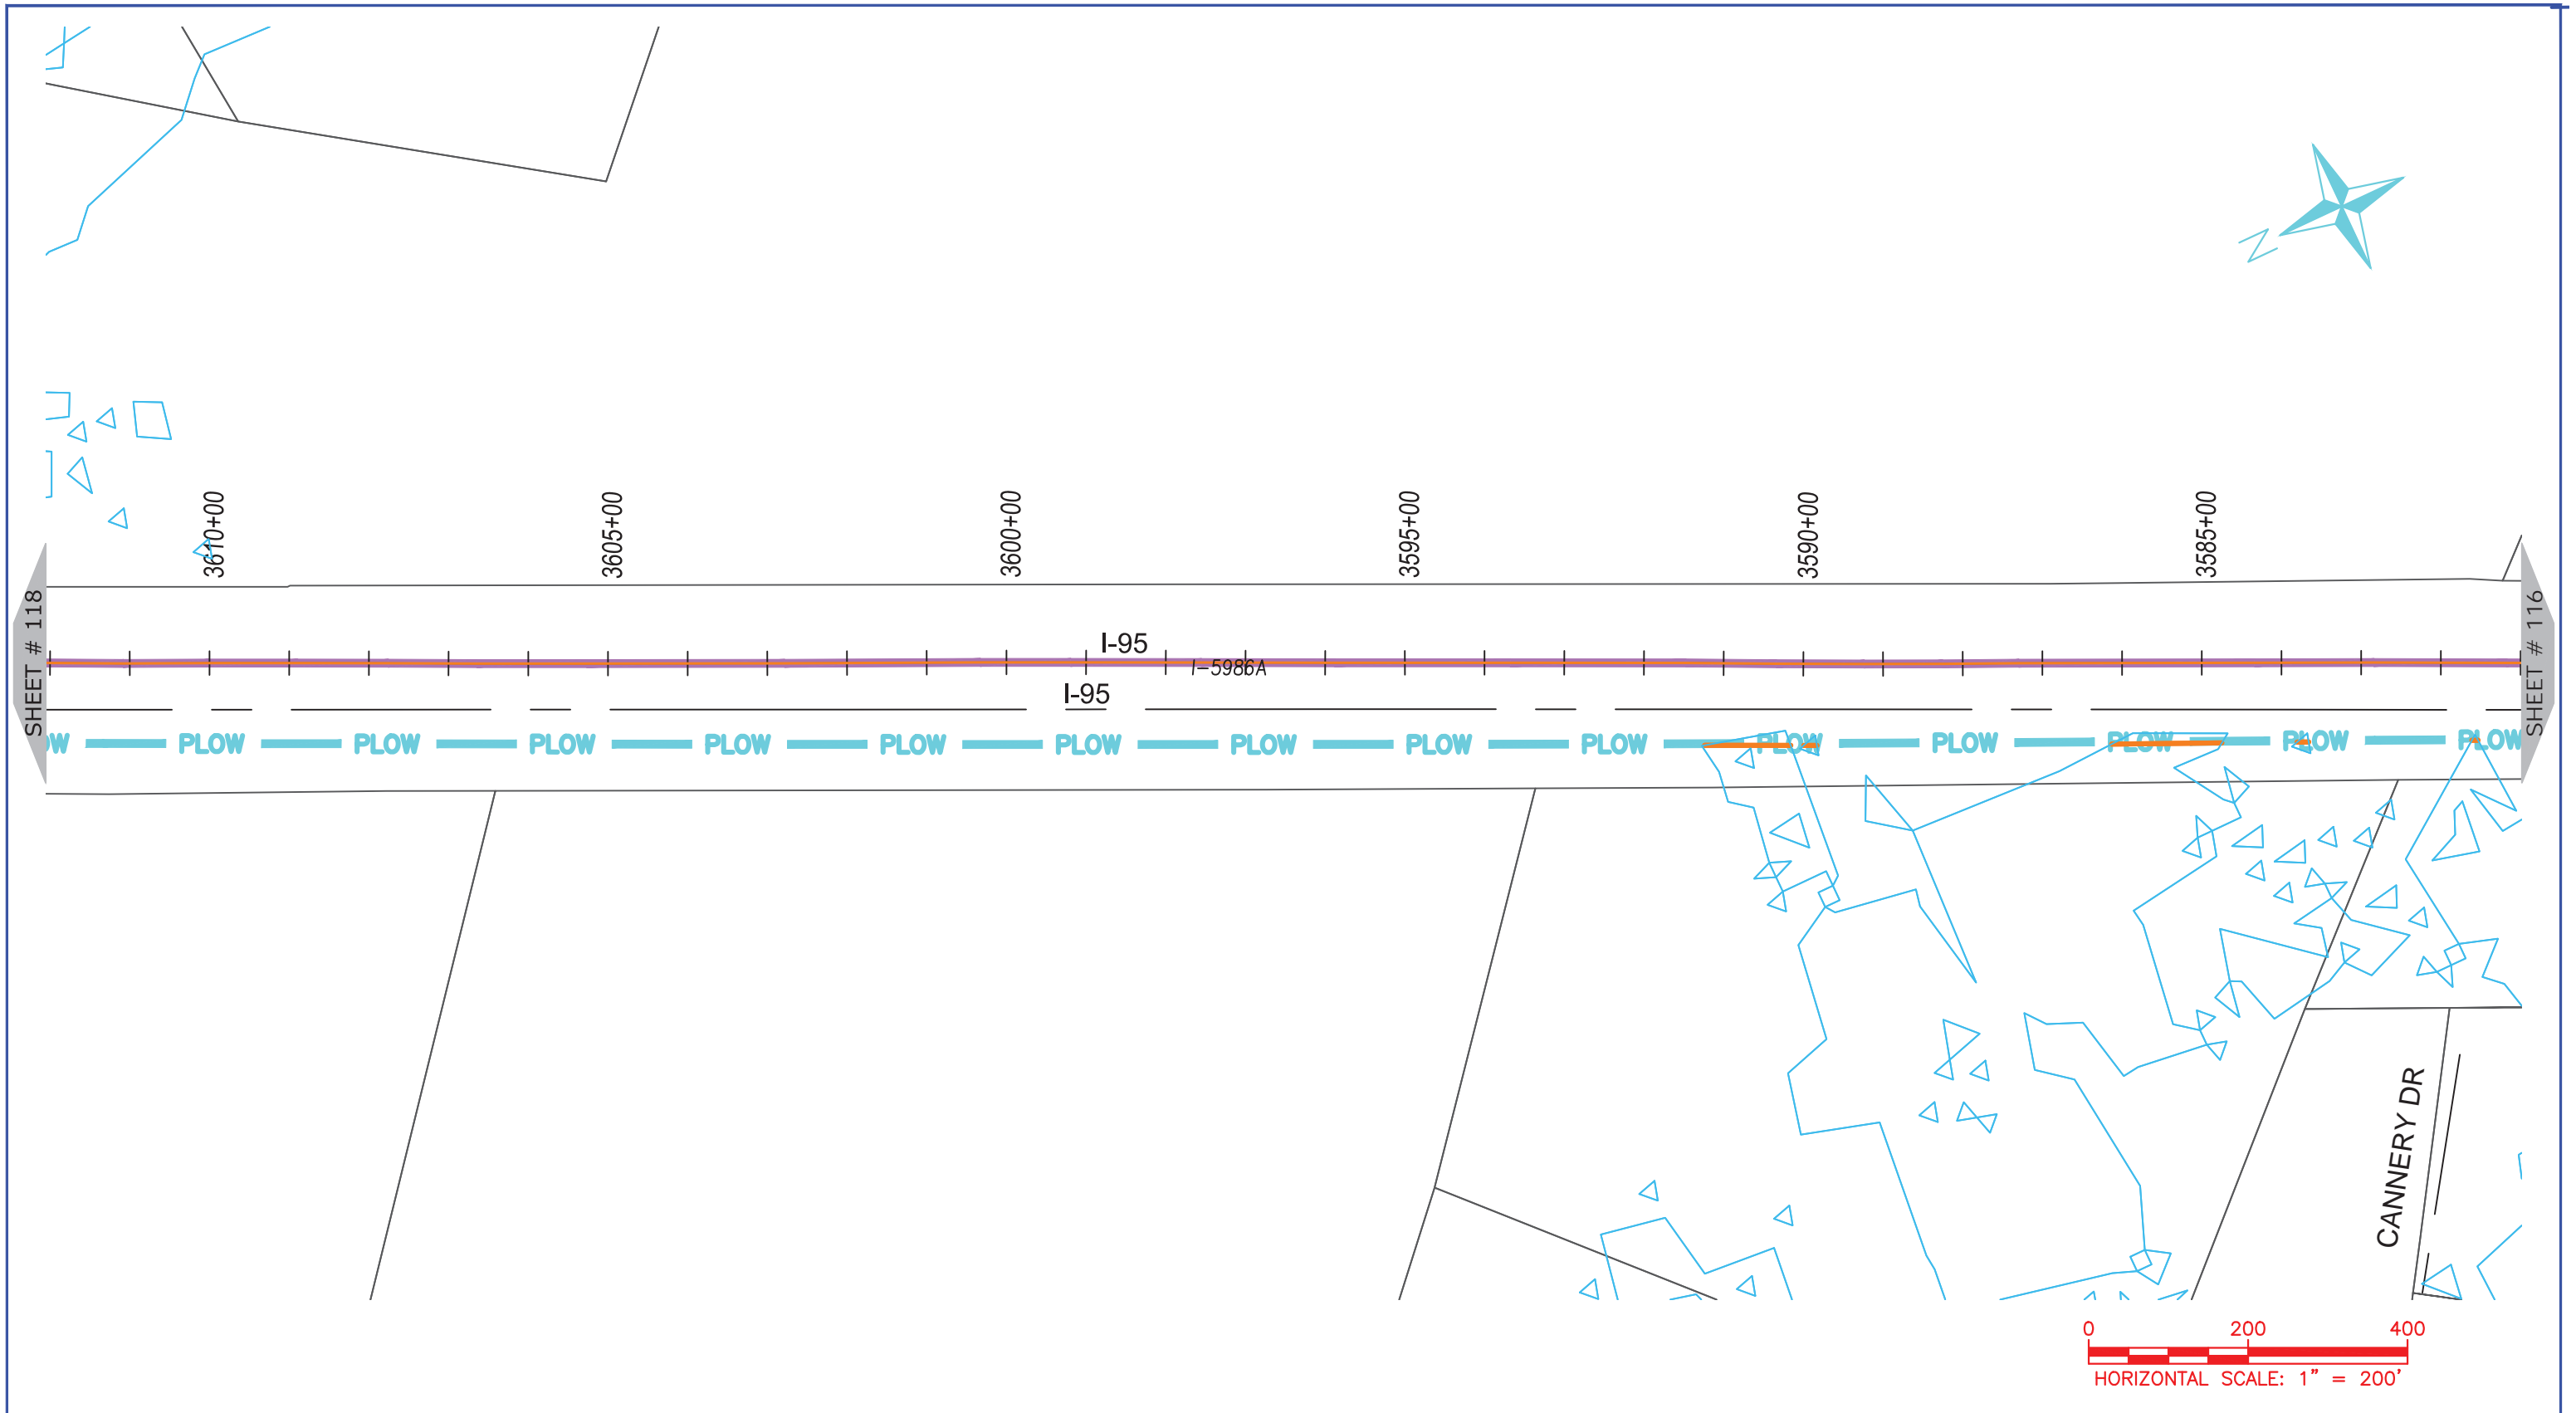 N
3610+00
3605+00
3600+00
3595+00
3590+00
3585+00
SHEET # 118
SHEET # 116
I-95
I-5986A
I-95
OW PLOW PLOW PLOW PLOW PLOW PLOW PLOW PLOW PLOW PLOW PLOW PLOW PLOW PLOW
CANNERY DR
0 200 400
HORIZONTAL SCALE: 1" = 200'